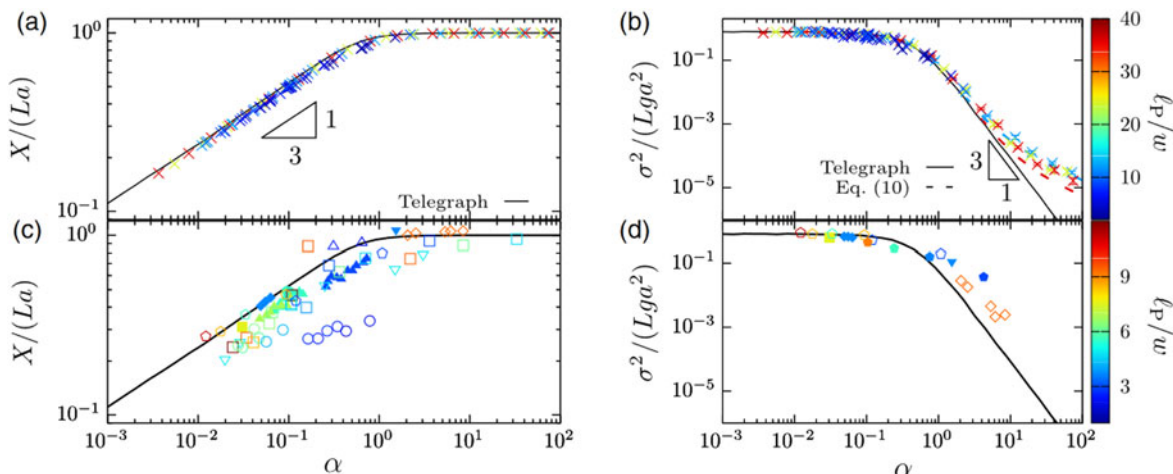 (a)
10⁰
X/(La)
1
3
Telegraph
10⁻¹
(b)
10⁻¹
σ²/(Lga²)
10⁻³
10⁻⁵
Telegraph
Eq. (10)
3
1
40
30
20
10
ℓ_P/w
(c)
10⁰
X/(La)
10⁻¹
10⁻³ 10⁻² 10⁻¹ 10⁰ 10¹ 10²
α
(d)
10⁻¹
σ²/(Lga²)
10⁻³
10⁻⁵
10⁻³ 10⁻² 10⁻¹ 10⁰ 10¹ 10²
α
9
6
3
ℓ_P/w